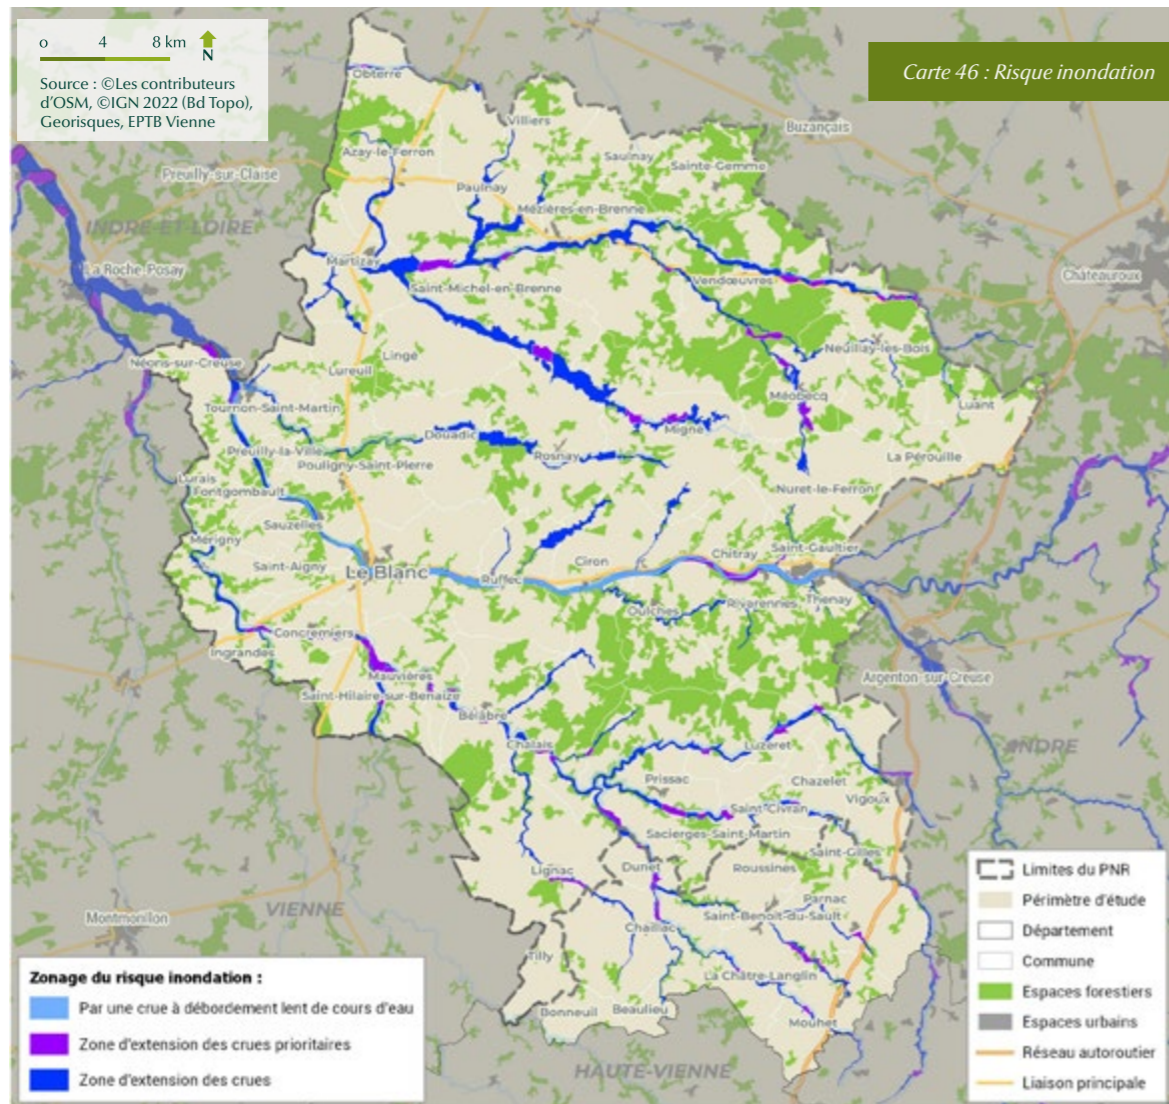 0 4 8 km
N
Source : ©Les contributeurs
d'OSM, ©IGN 2022 (Bd Topo),
Georisques, EPTB Vienne
Carte 46 : Risque inondation
Obterre
Villiers
Buzançais
Azay-le-Ferron
Saulnay
Sainte-Gemme
Preuilly-sur-Claise
Paulnay
Mézières-en-Brenne
INDRE-ET-LOIRE
Martizay
La Roche-Posay
Châteauroux
Saint-Michel-en-Brenne
Vendœuvres
Néons-sur-Creuse
Lingé
Neuillay-les-Bois
Lureuil
Tournon-Saint-Martin
Méobecq
Luant
Douadic
Migné
Preuilly-la-Ville
Rosnay
La Pérouille
Pouligny-Saint-Pierre
Lurais
Fontgombault
Nuret-le-Ferron
Sauzelles
Mérigny
Chitray
Saint-Gaultier
Saint-Aigny
Le Blanc
Ciron
Ruffec
Oulches
Rivarennes
Thenay
Concremiers
Ingrandes
Mauvières
Argenton-sur-Creuse
Saint-Hilaire-sur-Benaize
Bélâbre
Chalais
Luzeret
INDRE
Prissac
Chazelet
Vigoux
Saint-Civran
Sacierges-Saint-Martin
Saint-Gilles
Lignac
Dunet
Roussines
Parnac
VIENNE
Montmorillon
Saint-Benoît-du-Sault
Chaillac
Tilly
La Châtre-Langlin
Bonneuil
Beaulieu
Mouhet
HAUTE-VIENNE
Zonage du risque inondation :
Par une crue à débordement lent de cours d'eau
Zone d'extension des crues prioritaires
Zone d'extension des crues
Limites du PNR
Périmètre d'étude
Département
Commune
Espaces forestiers
Espaces urbains
Réseau autoroutier
Liaison principale